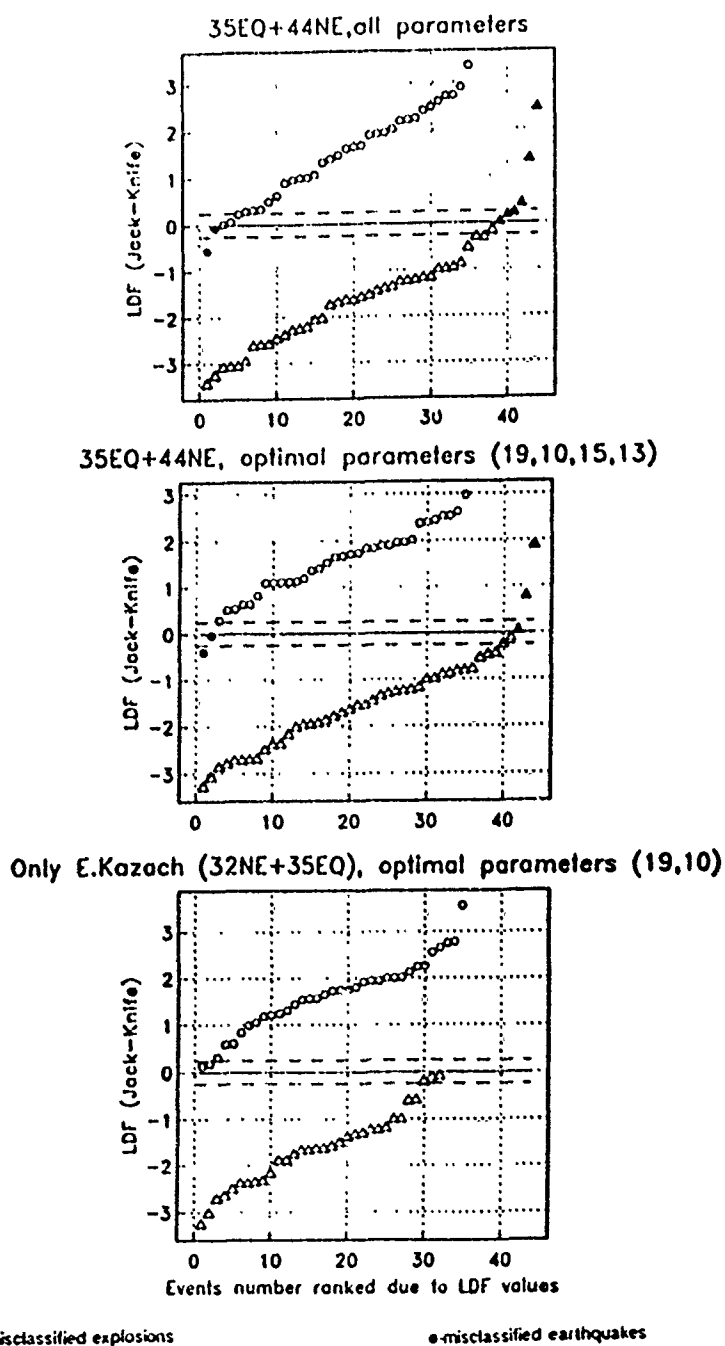 35EQ+44NE,all parameters
LDF (Jack-Knife)
3
2
1
0
-1
-2
-3
0 10 20 30 40
35EQ+44NE, optimal parameters (19,10,15,13)
LDF (Jack-Knife)
3
2
1
0
-1
-2
-3
0 10 20 30 40
Only E.Kazach (32NE+35EQ), optimal parameters (19,10)
LDF (Jack-Knife)
3
2
1
0
-1
-2
-3
0 10 20 30 40
Events number ranked due to LDF values
isclassified explosions
-misclassified earthquakes